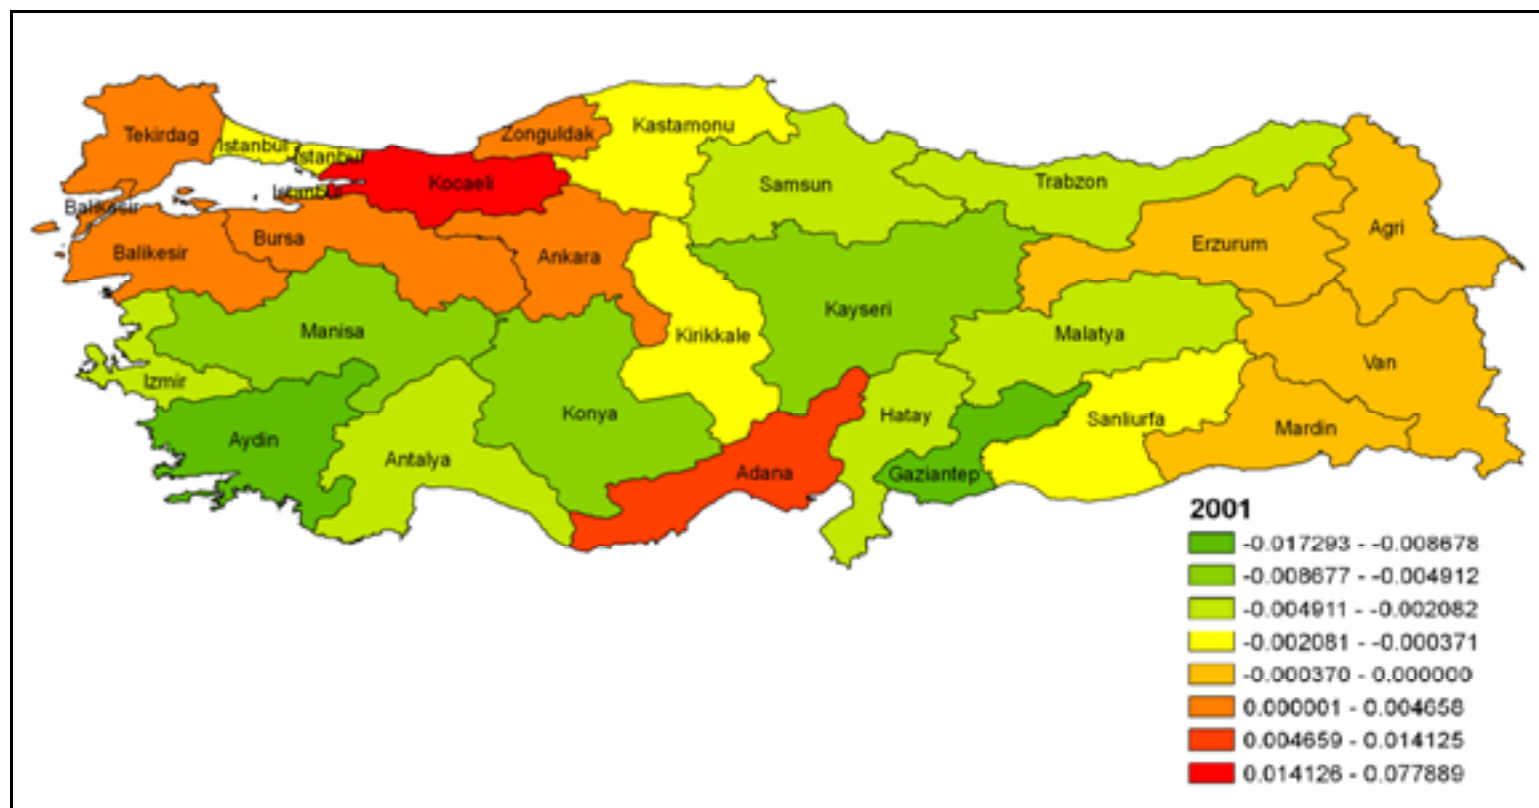 Tekirdag
Istanbul
Istanbul
Istanbul
Zonguldak
Kastamonu
Kocaeli
Samsun
Trabzon
Balikesir
Balikesir
Bursa
Ankara
Erzurum
Agri
Manisa
Kirikkale
Kayseri
Malatya
Van
Izmir
Aydin
Antalya
Konya
Adana
Hatay
Gaziantep
Sanliurfa
Mardin
2001
-0.017293 - -0.008678
-0.008677 - -0.004912
-0.004911 - -0.002082
-0.002081 - -0.000371
-0.000370 - 0.000000
0.000001 - 0.004658
0.004659 - 0.014125
0.014126 - 0.077889